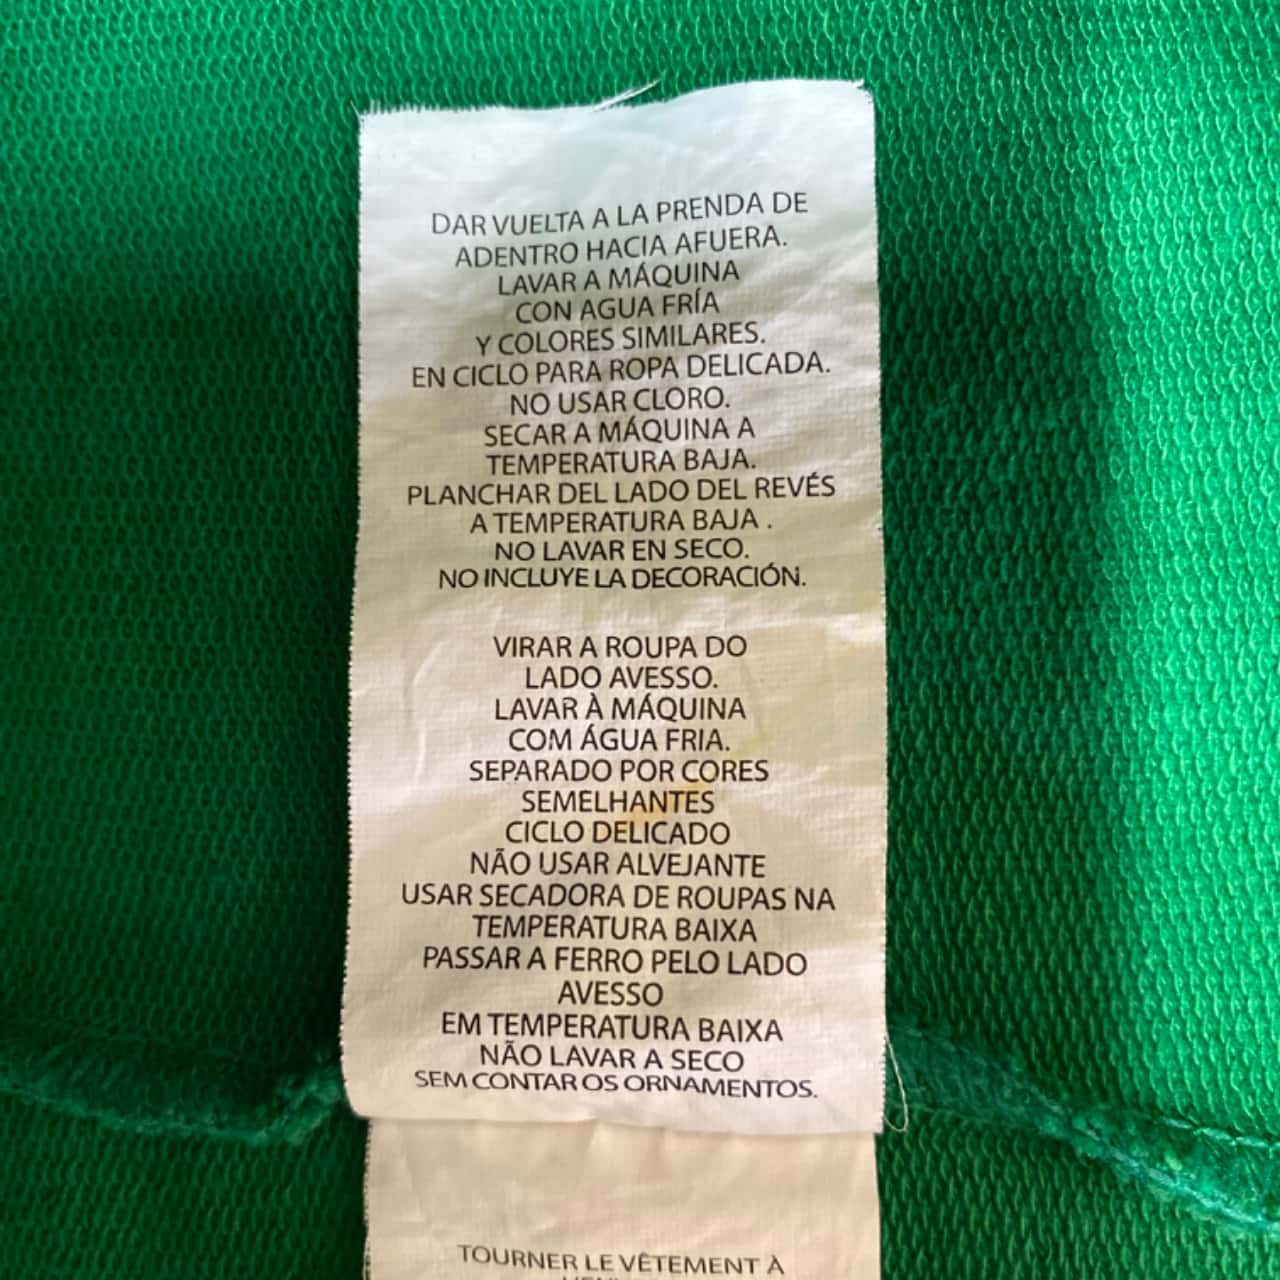 DAR VUELTA A LA PRENDA DE
ADENTRO HACIA AFUERA.
LAVAR A MÁQUINA
CON AGUA FRÍA
Y COLORES SIMILARES.
EN CICLO PARA ROPA DELICADA.
NO USAR CLORO.
SECAR A MÁQUINA A
TEMPERATURA BAJA.
PLANCHAR DEL LADO DEL REVÉS
A TEMPERATURA BAJA .
NO LAVAR EN SECO.
NO INCLUYE LA DECORACIÓN.
VIRAR A ROUPA DO
LADO AVESSO.
LAVAR À MÁQUINA
COM ÁGUA FRIA.
SEPARADO POR CORES
SEMELHANTES
CICLO DELICADO
NÃO USAR ALVEJANTE
USAR SECADORA DE ROUPAS NA
TEMPERATURA BAIXA
PASSAR A FERRO PELO LADO
AVESSO
EM TEMPERATURA BAIXA
NÃO LAVAR A SECO
SEM CONTAR OS ORNAMENTOS.
TOURNER LE VÊTEMENT À